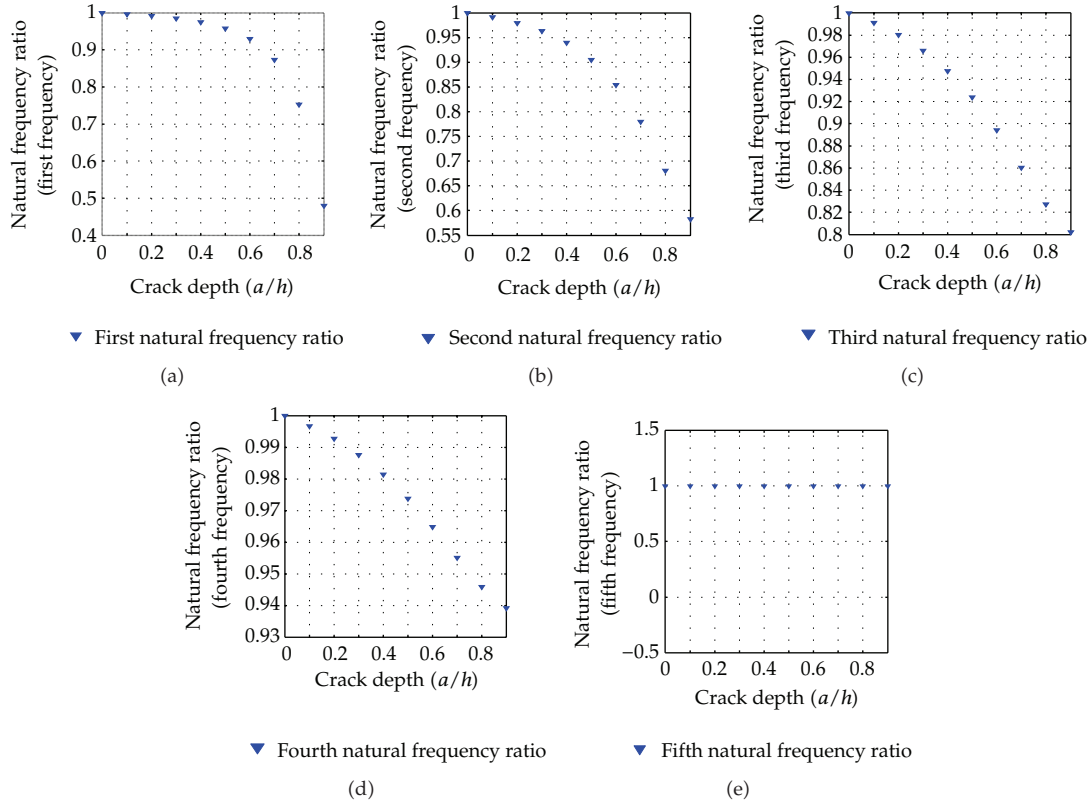 Natural frequency ratio
(first frequency)
1
0.9
0.8
0.7
0.6
0.5
0.4
0 0.2 0.4 0.6 0.8
Crack depth (a/h)
First natural frequency ratio
(a)
Natural frequency ratio
(second frequency)
1
0.95
0.9
0.85
0.8
0.75
0.7
0.65
0.6
0.55
0 0.2 0.4 0.6 0.8
Crack depth (a/h)
Second natural frequency ratio
(b)
Natural frequency ratio
(third frequency)
1
0.98
0.96
0.94
0.92
0.9
0.88
0.86
0.84
0.82
0.8
0 0.2 0.4 0.6 0.8
Crack depth (a/h)
Third natural frequency ratio
(c)
Natural frequency ratio
(fourth frequency)
1
0.99
0.98
0.97
0.96
0.95
0.94
0.93
0 0.2 0.4 0.6 0.8
Crack depth (a/h)
Fourth natural frequency ratio
(d)
Natural frequency ratio
(fifth frequency)
1.5
1
0.5
0
−0.5
0 0.2 0.4 0.6 0.8
Crack depth (a/h)
Fifth natural frequency ratio
(e)